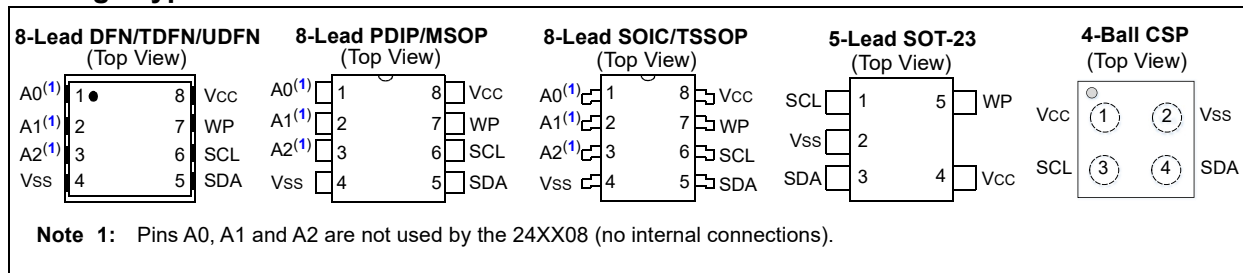 8-Lead DFN/TDFN/UDFN
(Top View)
A0(1) 1 8 VCC
A1(1) 2 7 WP
A2(1) 3 6 SCL
VSS 4 5 SDA
8-Lead PDIP/MSOP
(Top View)
A0(1) 1 8 VCC
A1(1) 2 7 WP
A2(1) 3 6 SCL
VSS 4 5 SDA
8-Lead SOIC/TSSOP
(Top View)
A0(1) 1 8 VCC
A1(1) 2 7 WP
A2(1) 3 6 SCL
VSS 4 5 SDA
5-Lead SOT-23
(Top View)
SCL 1 5 WP
VSS 2
SDA 3 4 VCC
4-Ball CSP
(Top View)
VCC 1 2 VSS
SCL 3 4 SDA
Note 1: Pins A0, A1 and A2 are not used by the 24XX08 (no internal connections).